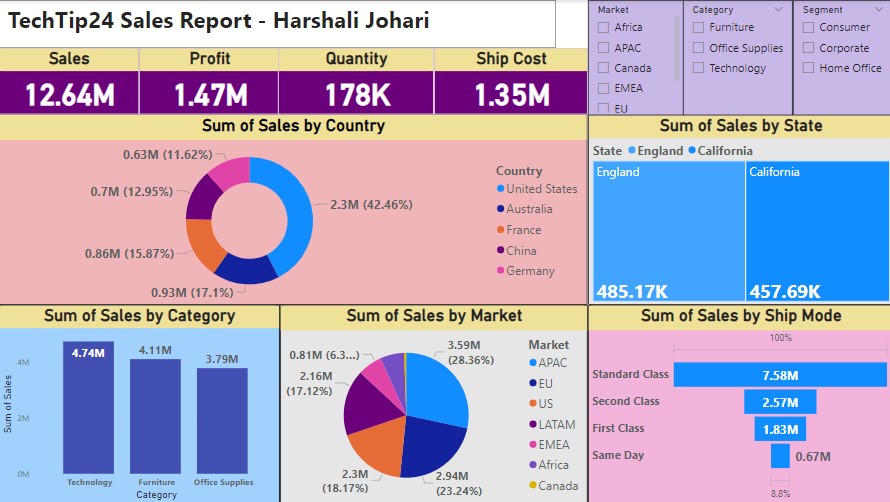 TechTip24 Sales Report - Harshali Johari
Market
Africa
APAC
Canada
EMEA
EU
Category
Furniture
Office Supplies
Technology
Segment
Consumer
Corporate
Home Office
Sales
12.64M
Profit
1.47M
Quantity
178K
Ship Cost
1.35M
Sum of Sales by Country
0.63M (11.62%)
0.7M (12.95%)
0.86M (15.87%)
0.93M (17.1%)
2.3M (42.46%)
Country
United States
Australia
France
China
Germany
Sum of Sales by State
State England California
England
485.17K
California
457.69K
Sum of Sales by Category
Sum of Sales
4M
2M
0M
4.74M
4.11M
3.79M
Technology
Furniture
Office Supplies
Category
Sum of Sales by Market
0.81M (6.3...)
2.16M
(17.12%)
2.3M
(18.17%)
2.94M
(23.24%)
3.59M
(28.36%)
Market
APAC
EU
US
LATAM
EMEA
Africa
Canada
Sum of Sales by Ship Mode
100%
Standard Class 7.58M
Second Class 2.57M
First Class 1.83M
Same Day 0.67M
8.8%